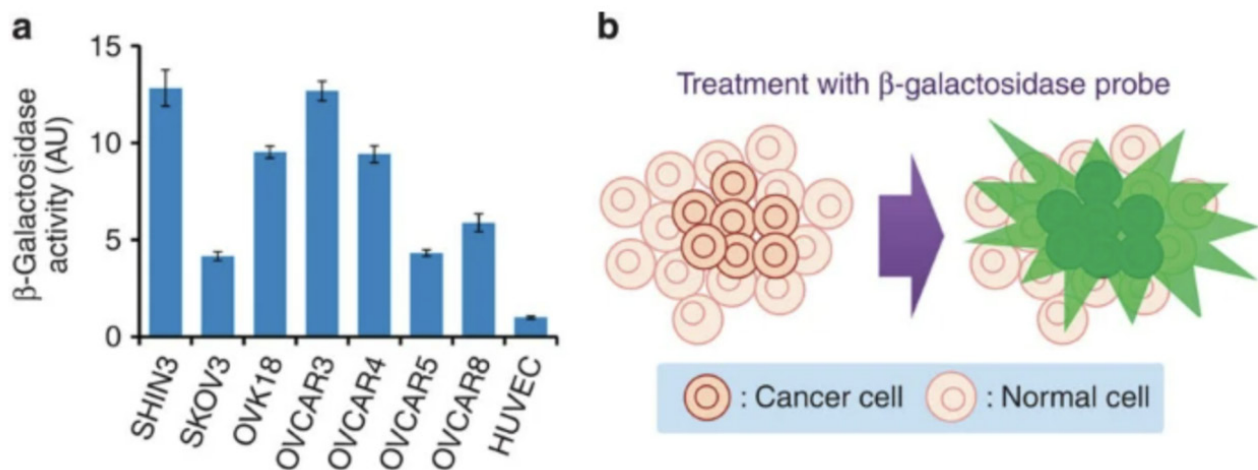 a
β-Galactosidase
activity (AU)
15
10
5
0
SHIN3
SKOV3
OVK18
OVCAR3
OVCAR4
OVCAR5
OVCAR8
HUVEC
b
Treatment with β-galactosidase probe
: Cancer cell
: Normal cell